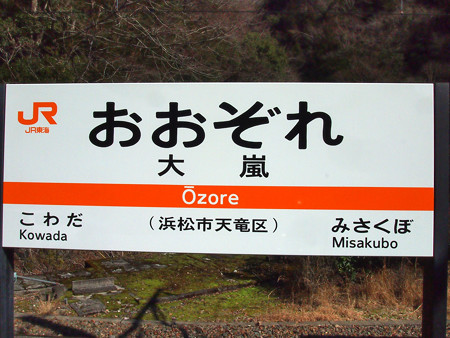 JR
JR東海
おおぞれ
大嵐
Ōzore
こわだ
Kowada
（浜松市天竜区）
みさくぼ
Misakubo